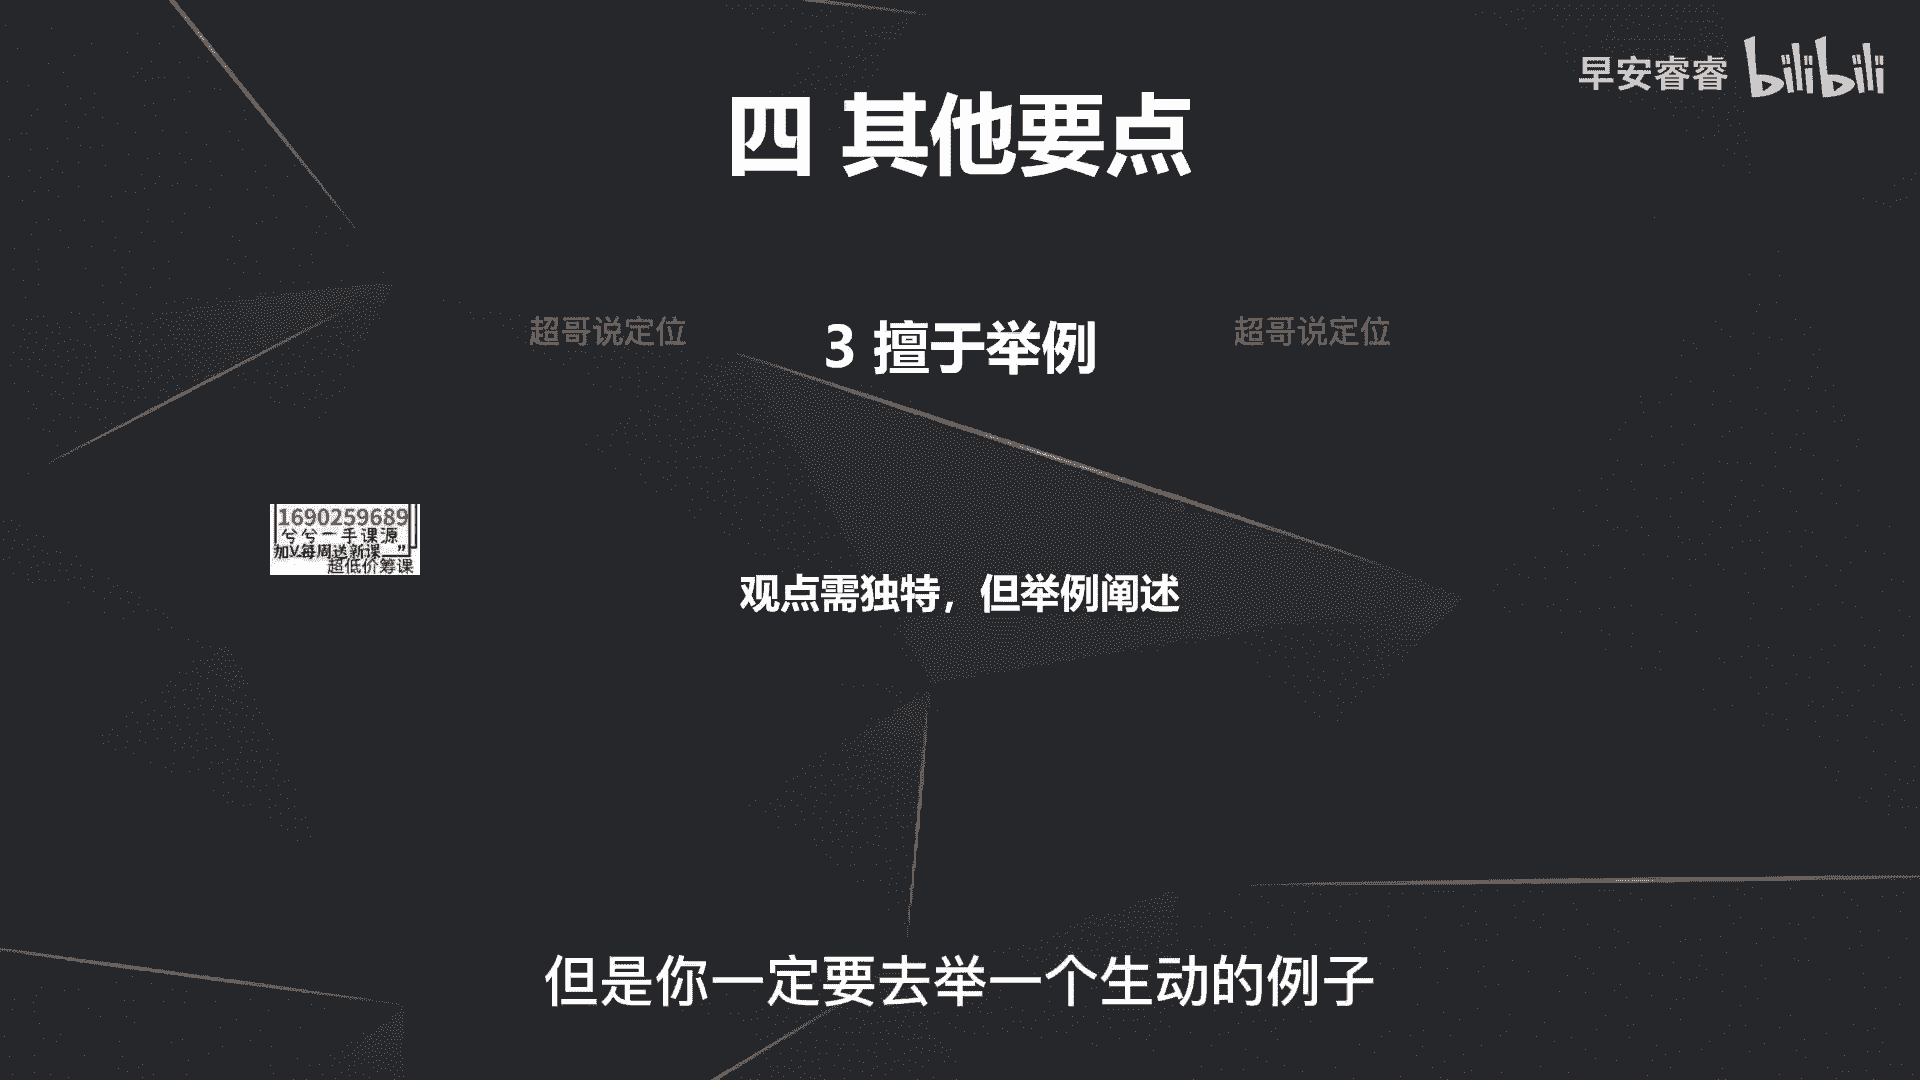 早安睿睿 bilibili
四 其他要点
超哥说定位
3 擅于举例
超哥说定位
1690259689
兮兮一手课源
加V每周送新课
超低价筹课
观点需独特，但举例阐述
但是你一定要去举一个生动的例子